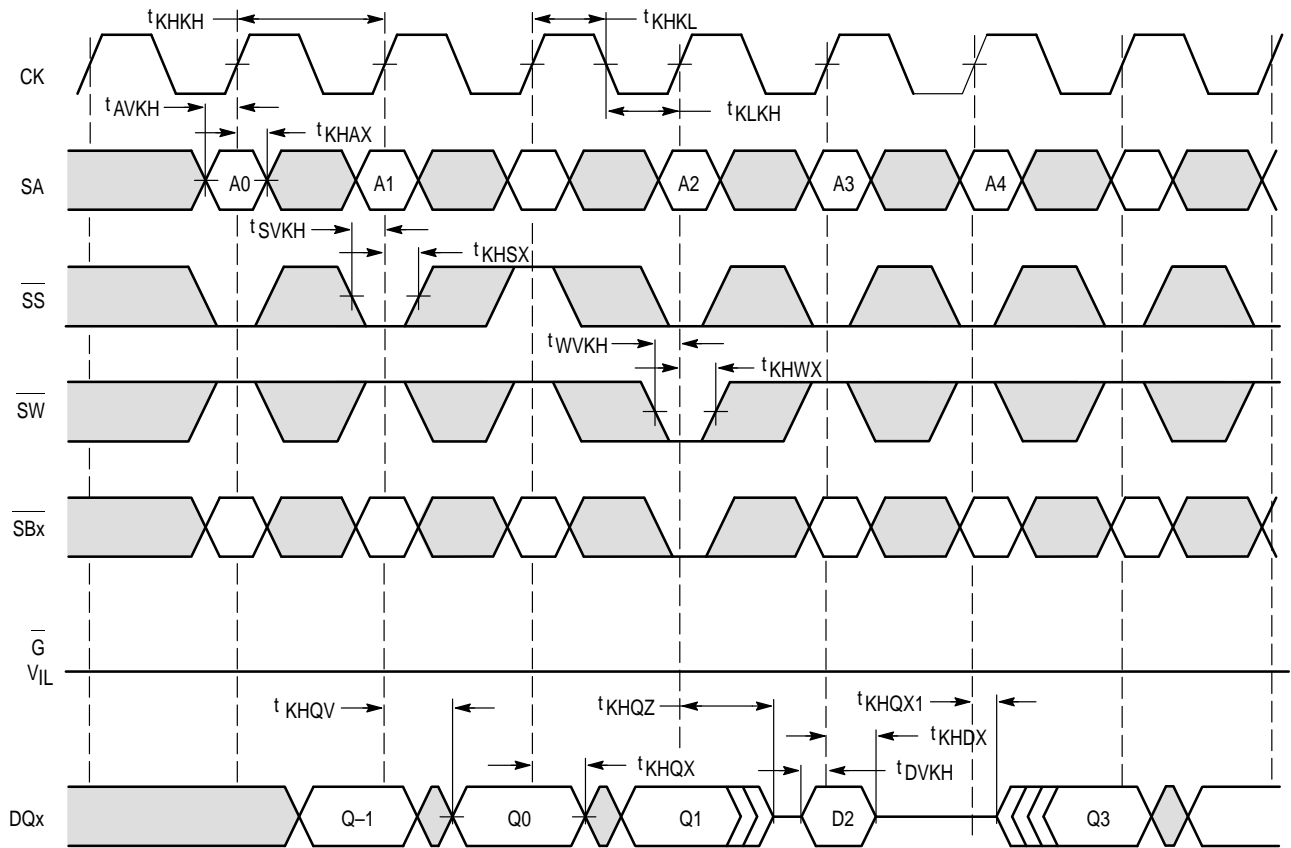 tKHKH
tKHKL
CK
tAVKH
tKLKH
tKHAX
SA
A0
A1
A2
A3
A4
tSVKH
tKHSX
SS
tWVKH
tKHWX
SW
SBx
G
VIL
tKHQV
tKHQZ
tKHQX1
tKHDX
tKHQX
tDVKH
DQx
Q–1
Q0
Q1
D2
Q3